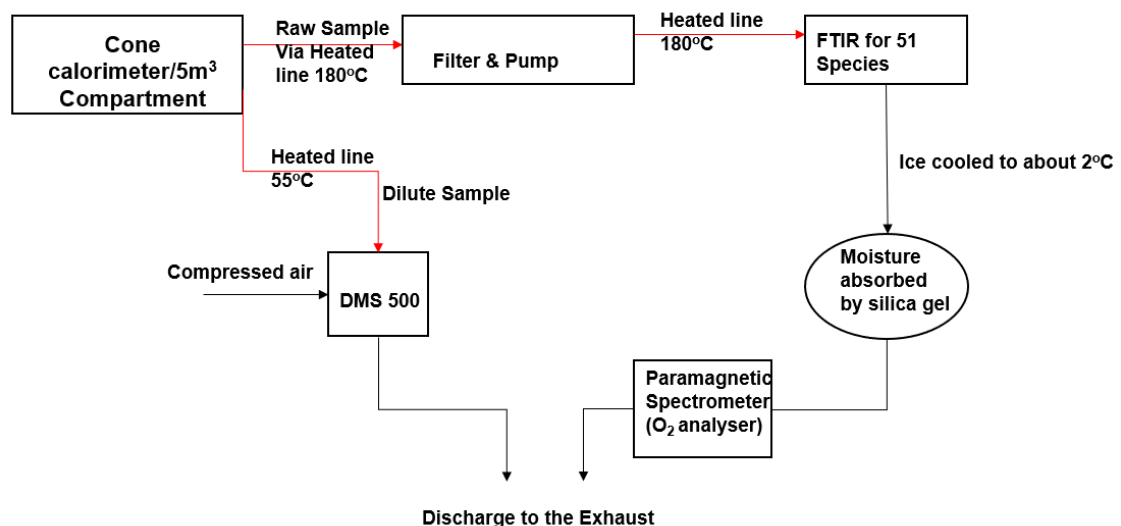 Cone
calorimeter/5m³
Compartment
Raw Sample
Via Heated
line 180°C
Filter & Pump
Heated line
180°C
FTIR for 51
Species
Heated line
55°C
Dilute Sample
Ice cooled to about 2°C
Compressed air
DMS 500
Moisture
absorbed
by silica gel
Paramagnetic
Spectrometer
(O₂ analyser)
Discharge to the Exhaust